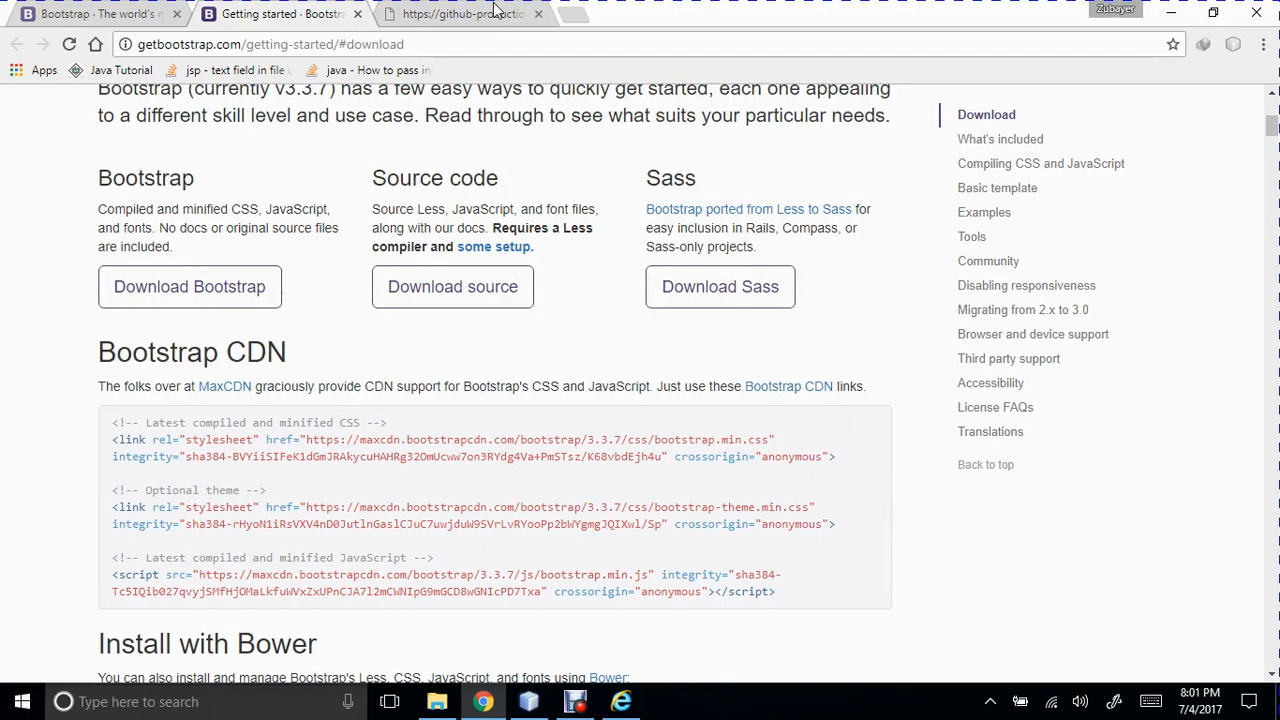 Bootstrap - The world's m
Getting started · Bootstra
https://github-productio
Zubayer
getbootstrap.com/getting-started/#download
Apps
Java Tutorial
jsp - text field in file u
java - How to pass in
Bootstrap (currently v3.3.7) has a few easy ways to quickly get started, each one appealing
to a different skill level and use case. Read through to see what suits your particular needs.
Bootstrap
Compiled and minified CSS, JavaScript,
and fonts. No docs or original source files
are included.
Download Bootstrap
Source code
Source Less, JavaScript, and font files,
along with our docs. Requires a Less
compiler and some setup.
Download source
Sass
Bootstrap ported from Less to Sass for
easy inclusion in Rails, Compass, or
Sass-only projects.
Download Sass
Bootstrap CDN
The folks over at MaxCDN graciously provide CDN support for Bootstrap's CSS and JavaScript. Just use these Bootstrap CDN links.
<!-- Latest compiled and minified CSS -->
<link rel="stylesheet" href="https://maxcdn.bootstrapcdn.com/bootstrap/3.3.7/css/bootstrap.min.css"
integrity="sha384-BVYiiSIFeK1dGmJRAkycuHAHRg32OmUcww7on3RYdg4Va+PmSTsz/K68vbdEjh4u" crossorigin="anonymous">
<!-- Optional theme -->
<link rel="stylesheet" href="https://maxcdn.bootstrapcdn.com/bootstrap/3.3.7/css/bootstrap-theme.min.css"
integrity="sha384-rHyoN1iRsVXV4nD0JutlnGaslCJuC7uwjduW9SVrLvRYooPp2bWYgmgJQIXwl/Sp" crossorigin="anonymous">
<!-- Latest compiled and minified JavaScript -->
<script src="https://maxcdn.bootstrapcdn.com/bootstrap/3.3.7/js/bootstrap.min.js" integrity="sha384-
Tc5IQib027qvyjSMfHjOMaLkfuWVxZxUPnCJA7l2mCWNIpG9mGCD8wGNIcPD7Txa" crossorigin="anonymous"></script>
Install with Bower
You can also install and manage Bootstrap's Less, CSS, JavaScript, and fonts using Bower:
Download
What's included
Compiling CSS and JavaScript
Basic template
Examples
Tools
Community
Disabling responsiveness
Migrating from 2.x to 3.0
Browser and device support
Third party support
Accessibility
License FAQs
Translations
Back to top
Type here to search
8:01 PM
7/4/2017